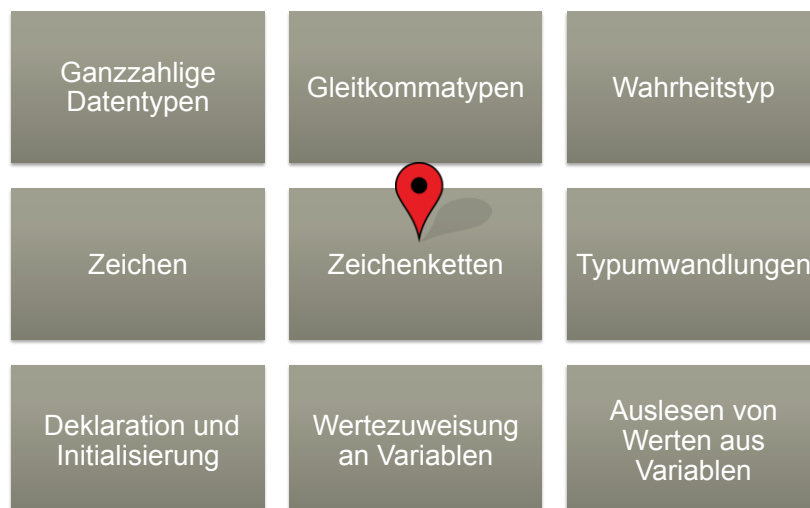 Ganzzahlige
Datentypen
Gleitkommatypen
Wahrheitstyp
Zeichen
Zeichenketten
Typumwandlungen
Deklaration und
Initialisierung
Wertezuweisung
an Variablen
Auslesen von
Werten aus
Variablen